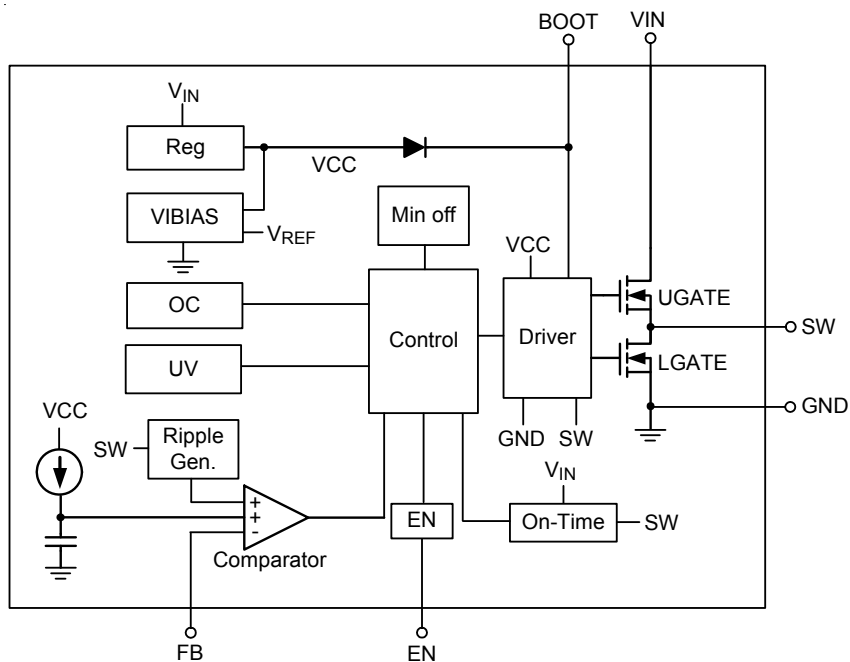 BOOT
VIN
VIN
Reg
VCC
VIBIAS
VREF
Min off
VCC
OC
UV
Control
Driver
UGATE
SW
LGATE
GND
VCC
SW
Ripple
Gen.
GND
SW
VIN
+
+
-
EN
On-Time
SW
Comparator
FB
EN